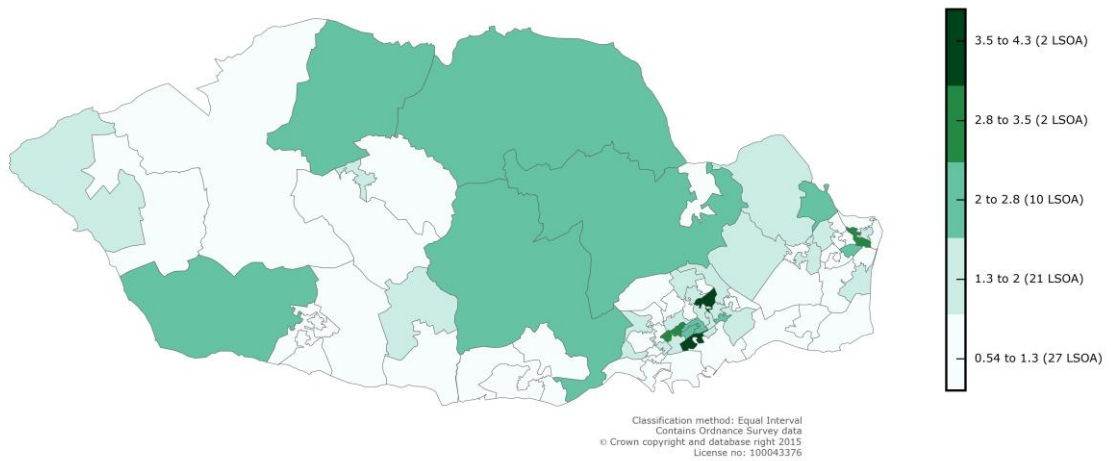 3.5 to 4.3 (2 LSOA)
2.8 to 3.5 (2 LSOA)
2 to 2.8 (10 LSOA)
1.3 to 2 (21 LSOA)
0.54 to 1.3 (27 LSOA)
Classification method: Equal Interval
Contains Ordnance Survey data
© Crown copyright and database right 2015
License no: 100043376